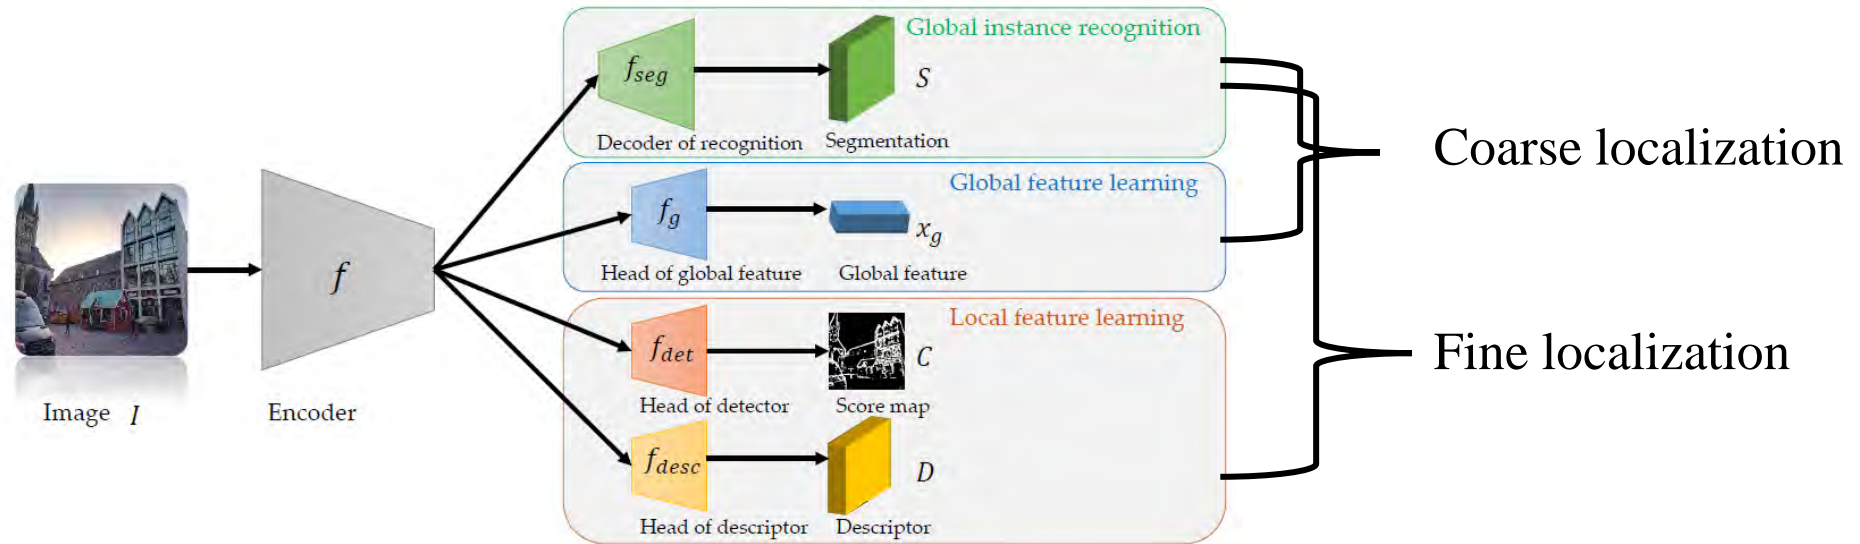 Image I
f
Encoder
Global instance recognition
f_seg
S
Decoder of recognition
Segmentation
Global feature learning
f_g
x_g
Head of global feature
Global feature
Local feature learning
f_det
C
Head of detector
Score map
f_desc
D
Head of descriptor
Descriptor
Coarse localization
Fine localization